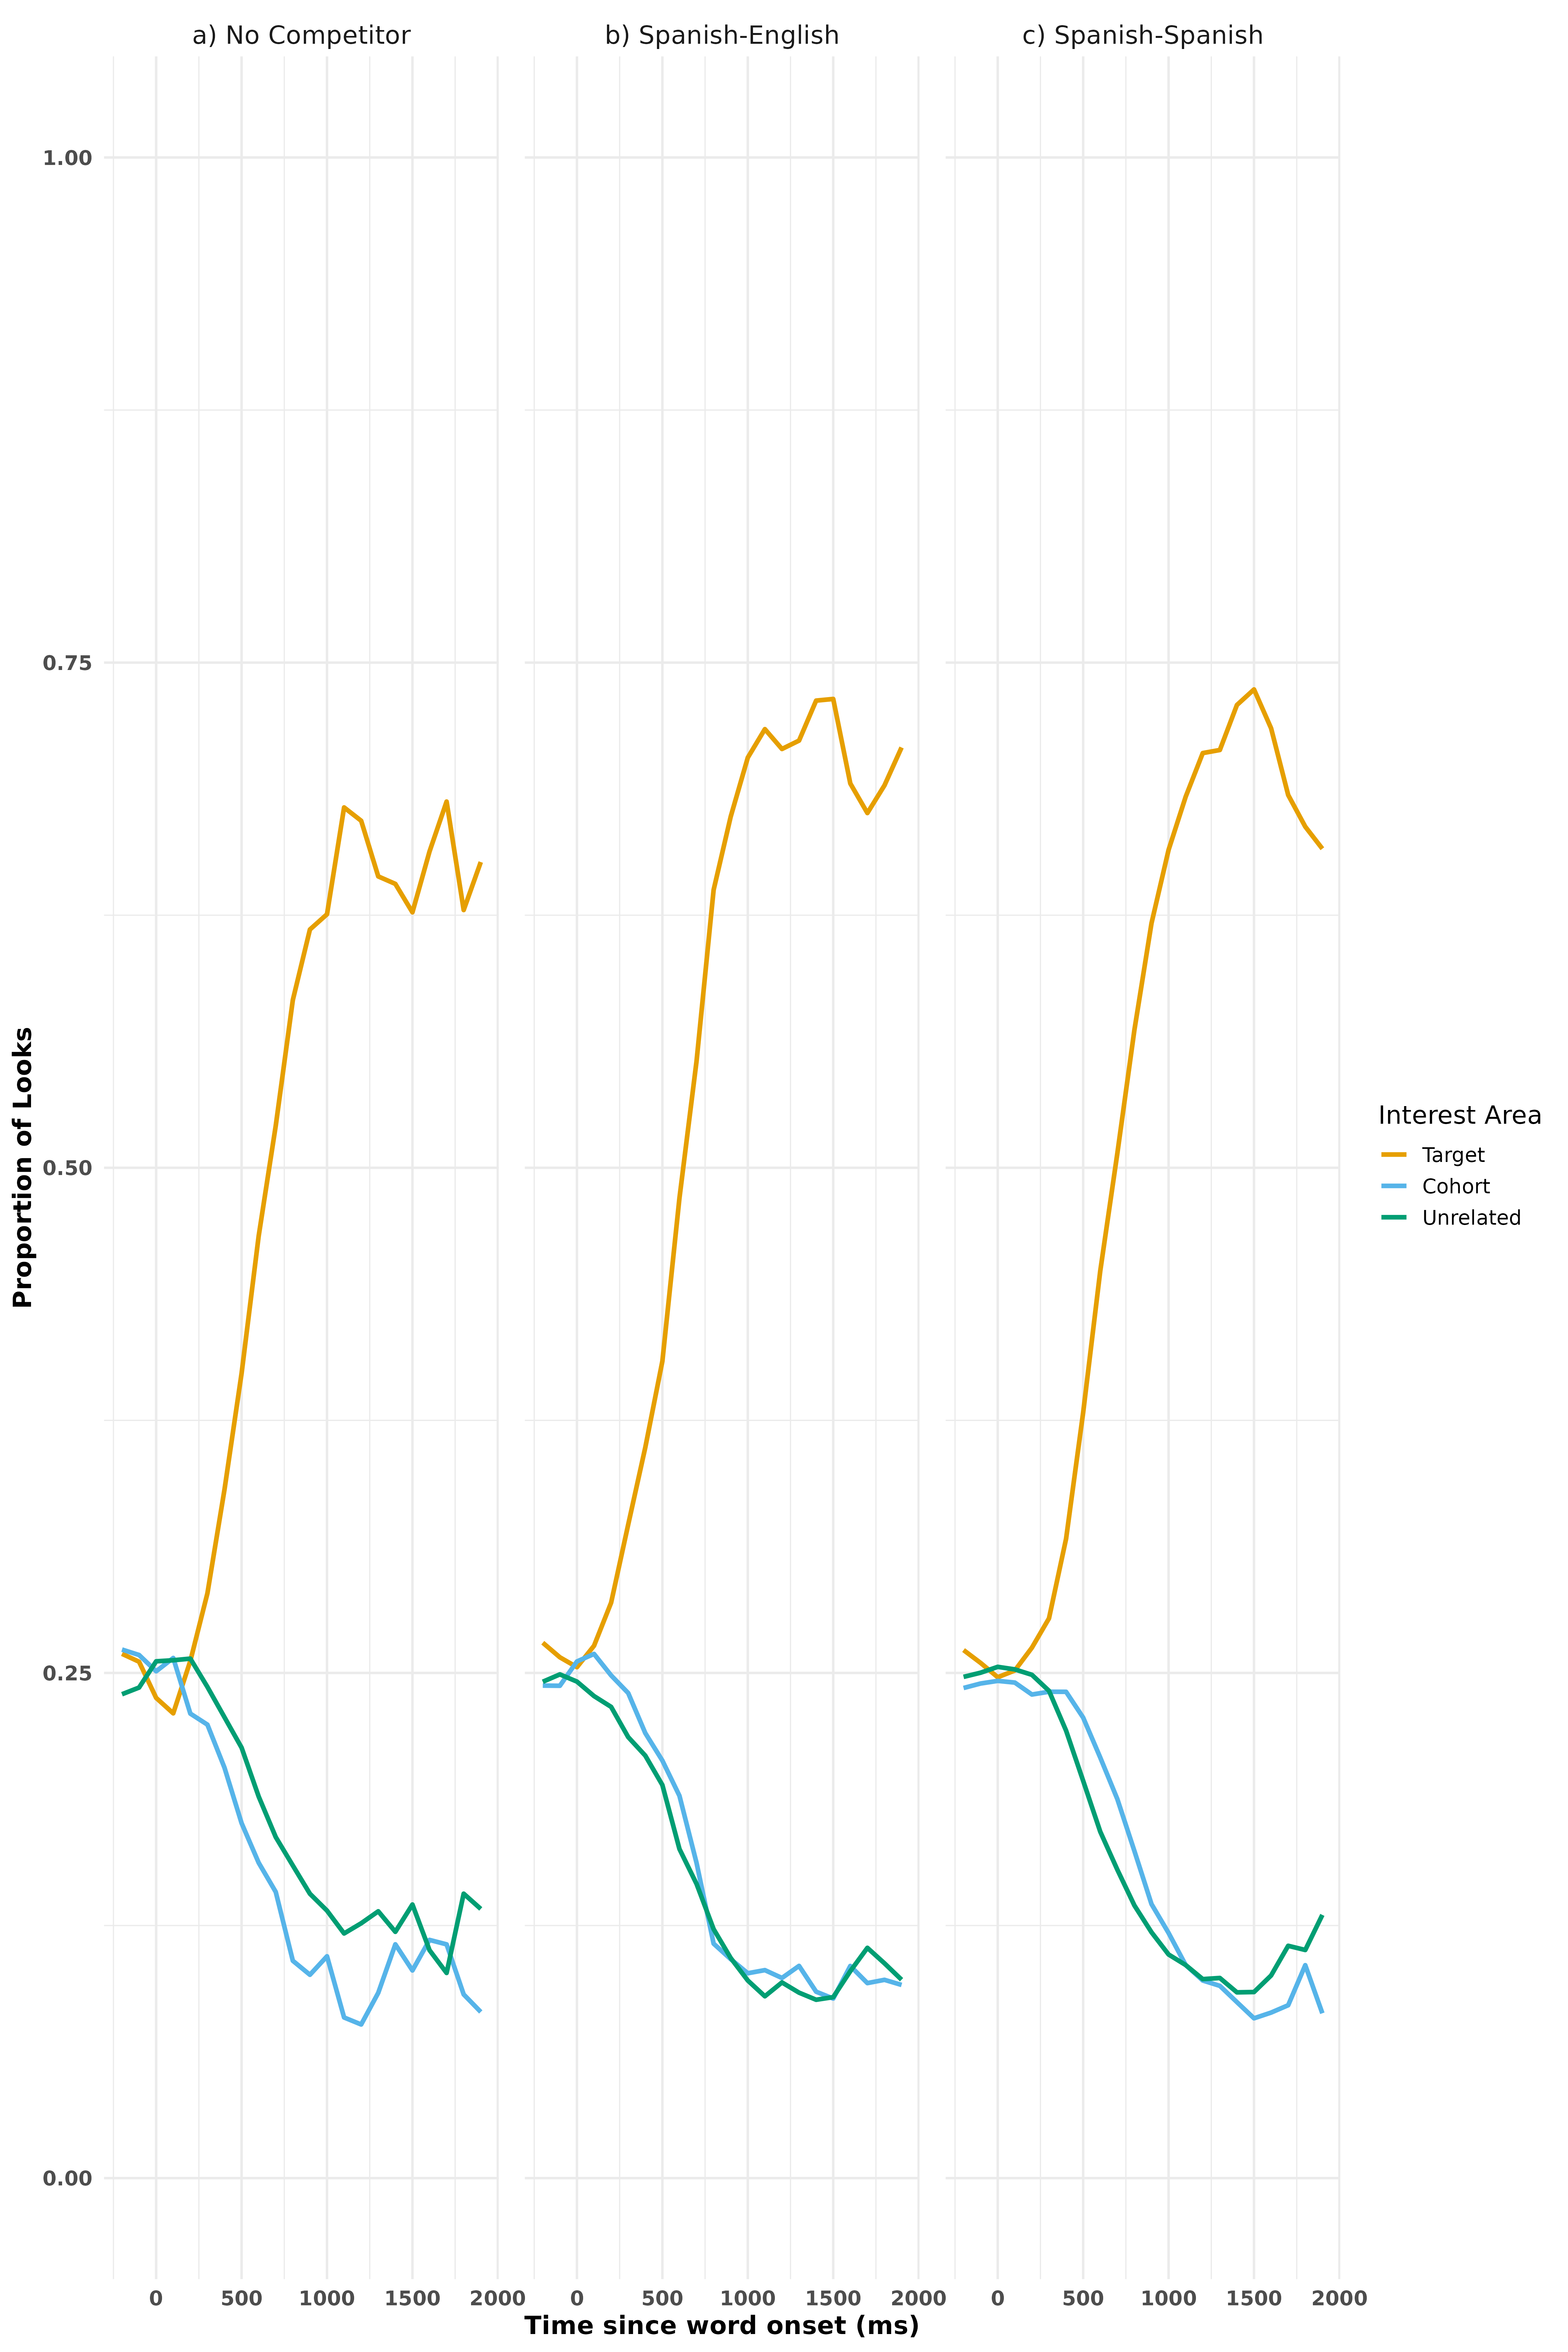 a) No Competitor
b) Spanish-English
c) Spanish-Spanish
1.00
0.75
0.50
0.25
0.00
Proportion of Looks
Interest Area
Target
Cohort
Unrelated
0 500 1000 1500 2000
0 500 1000 1500 2000
0 500 1000 1500 2000
Time since word onset (ms)